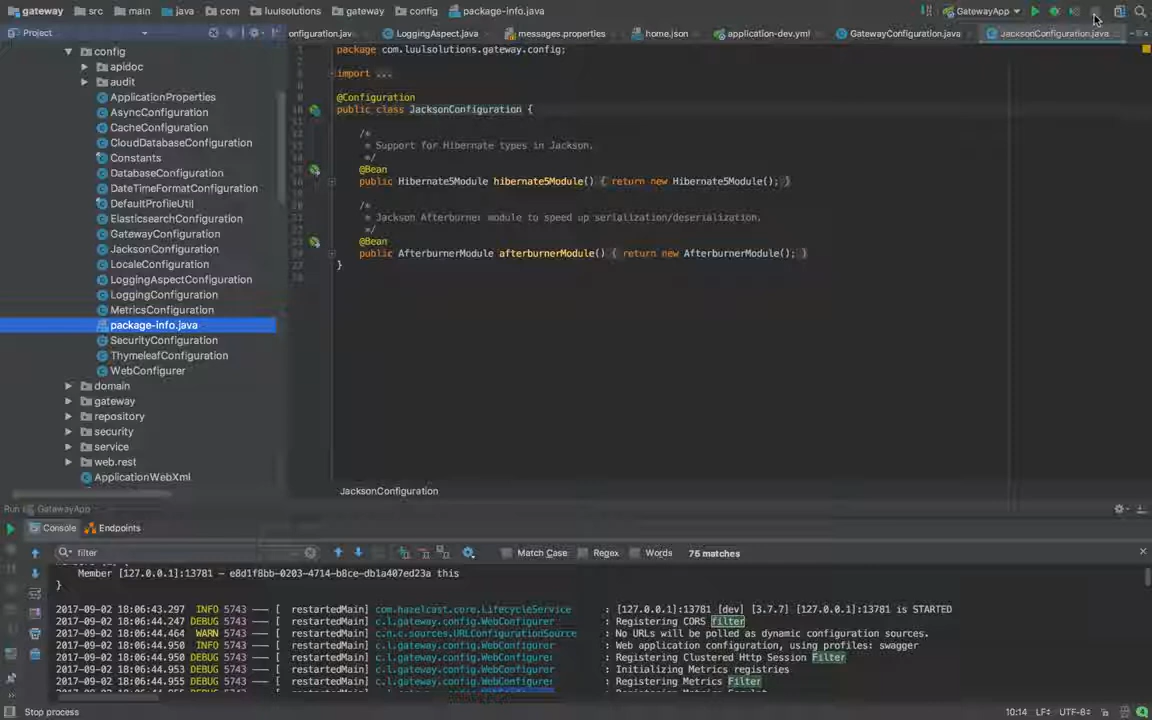 gateway src main java com luulsolutions gateway config package-info.java GatewayApp
Project
onfiguration.jav LoggingAspect.java messages.properties home.json application-dev.yml GatewayConfiguration.java JacksonConfiguration.java
config
apidoc
audit
ApplicationProperties
AsyncConfiguration
CacheConfiguration
CloudDatabaseConfiguration
Constants
DatabaseConfiguration
DateTimeFormatConfiguration
DefaultProfileUtil
ElasticsearchConfiguration
GatewayConfiguration
JacksonConfiguration
LocaleConfiguration
LoggingAspectConfiguration
LoggingConfiguration
MetricsConfiguration
package-info.java
SecurityConfiguration
ThymeleafConfiguration
WebConfigurer
domain
gateway
repository
security
service
web.rest
ApplicationWebXml
package com.luulsolutions.gateway.config;
import ...
@Configuration
public class JacksonConfiguration {
/*
* Support for Hibernate types in Jackson.
*/
@Bean
public Hibernate5Module hibernate5Module() { return new Hibernate5Module(); }
/*
* Jackson Afterburner module to speed up serialization/deserialization.
*/
@Bean
public AfterburnerModule afterburnerModule() { return new AfterburnerModule(); }
}
JacksonConfiguration
Run GatewayApp
Console Endpoints
filter Match Case Regex Words 75 matches
Member [127.0.0.1]:13781 - e8d1f8bb-0203-4714-b8ce-db1a407ed23a this
}
2017-09-02 18:06:43.297 INFO 5743 --- [ restartedMain] com.hazelcast.core.LifecycleService : [127.0.0.1]:13781 [dev] [3.7.7] [127.0.0.1]:13781 is STARTED
2017-09-02 18:06:44.247 DEBUG 5743 --- [ restartedMain] c.l.gateway.config.WebConfigurer : Registering CORS filter
2017-09-02 18:06:44.464 WARN 5743 --- [ restartedMain] c.n.c.sources.URLConfigurationSource : No URLs will be polled as dynamic configuration sources.
2017-09-02 18:06:44.950 INFO 5743 --- [ restartedMain] c.l.gateway.config.WebConfigurer : Web application configuration, using profiles: swagger
2017-09-02 18:06:44.950 DEBUG 5743 --- [ restartedMain] c.l.gateway.config.WebConfigurer : Registering Clustered Http Session Filter
2017-09-02 18:06:44.953 DEBUG 5743 --- [ restartedMain] c.l.gateway.config.WebConfigurer : Initializing Metrics registries
2017-09-02 18:06:44.955 DEBUG 5743 --- [ restartedMain] c.l.gateway.config.WebConfigurer : Registering Metrics Filter
Stop process 10:14 LF UTF-8